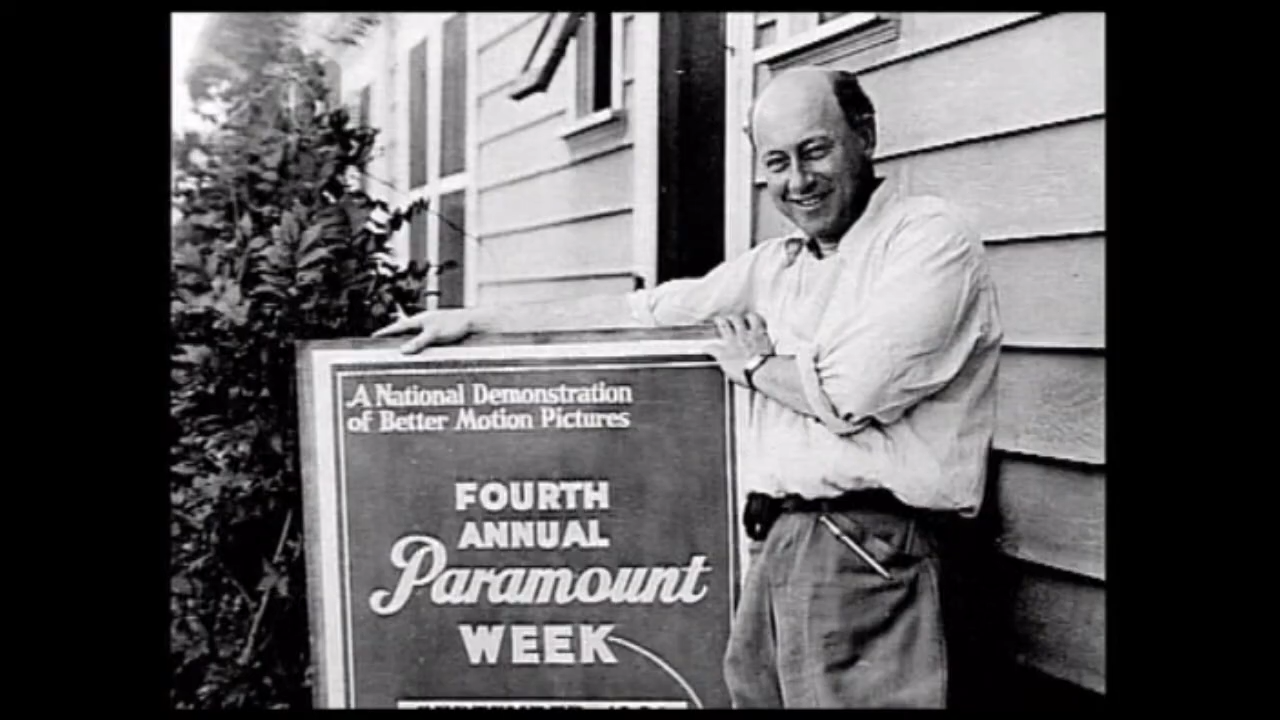 A National Demonstration
of Better Motion Pictures
FOURTH
ANNUAL
Paramount
WEEK